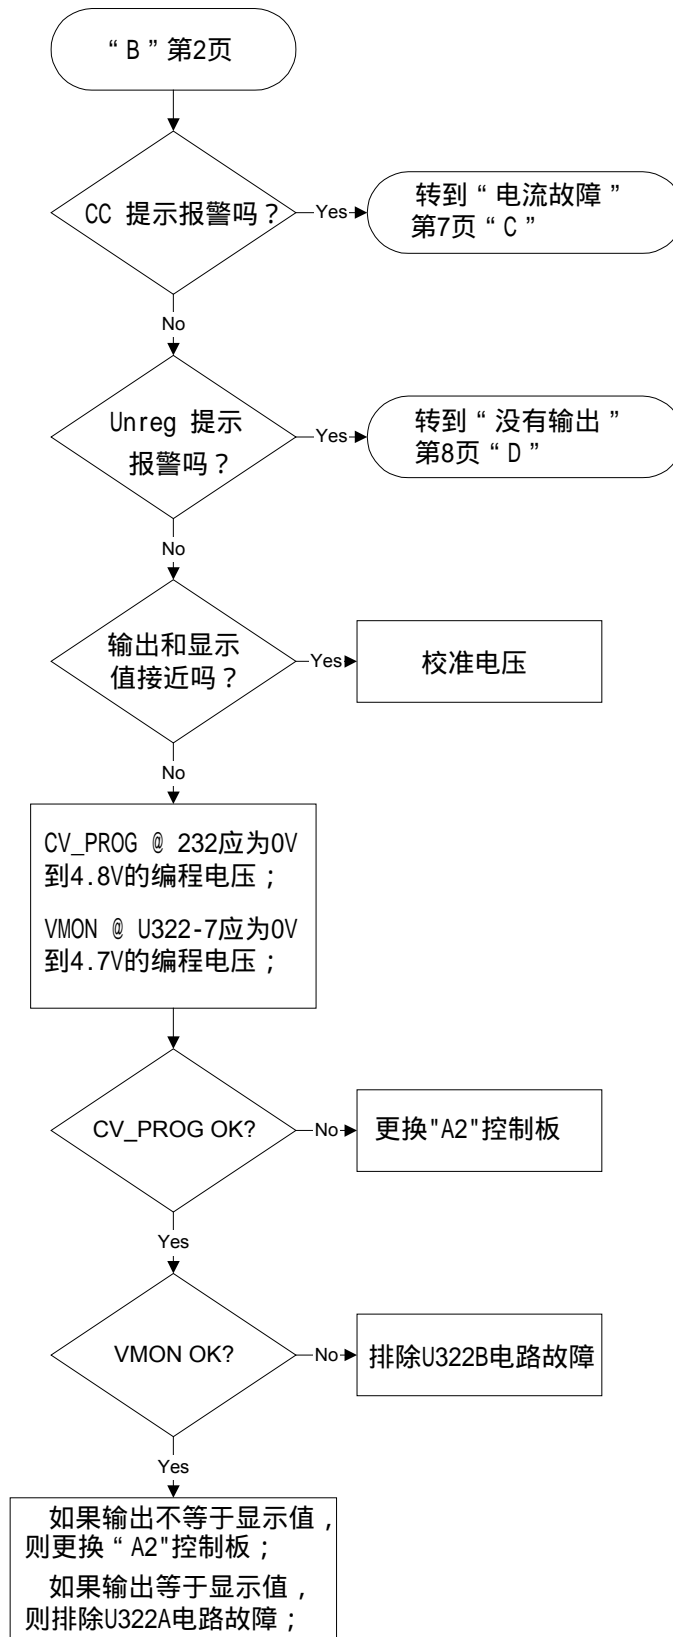 “B”第2页
CC 提示报警吗？
Yes
转到“电流故障”
第7页“C”
No
Unreg 提示
报警吗？
Yes
转到“没有输出”
第8页“D”
No
输出和显示
值接近吗？
Yes
校准电压
No
CV_PROG @ 232应为0V
到4.8V的编程电压；
VMON @ U322-7应为0V
到4.7V的编程电压；
CV_PROG OK?
No
更换"A2"控制板
Yes
VMON OK?
No
排除U322B电路故障
Yes
如果输出不等于显示值，
则更换“A2"控制板；
如果输出等于显示值，
则排除U322A电路故障；